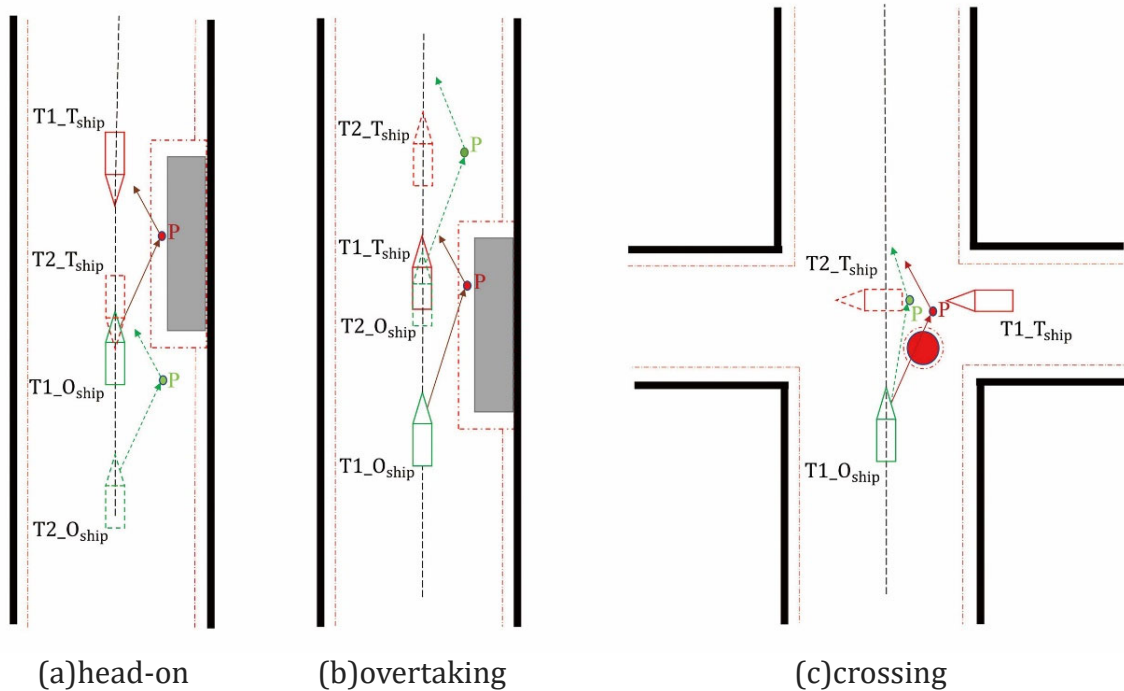 T1_Tship
P
T2_Tship
T1_Oship
P
T2_Oship
(a)head-on
T2_Tship
P
T1_Tship
P
T2_Oship
T1_Oship
(b)overtaking
T2_Tship
P
P
T1_Tship
T1_Oship
(c)crossing